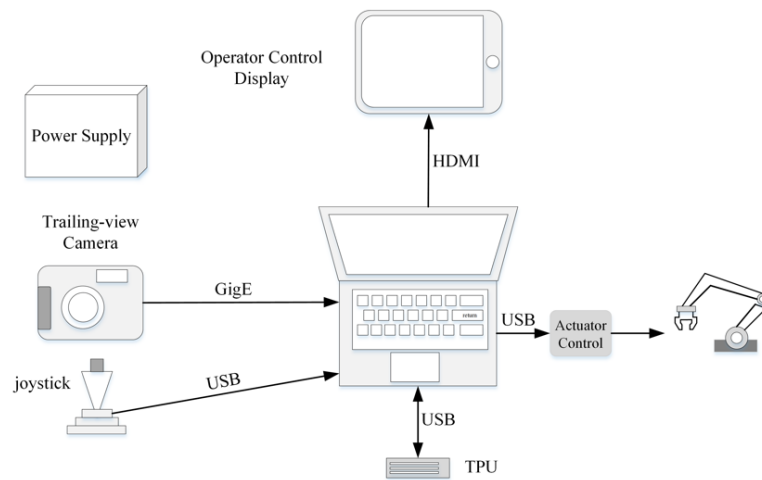 Operator Control
Display
Power Supply
HDMI
Trailing-view
Camera
GigE
return
USB
Actuator
Control
joystick
USB
USB
TPU